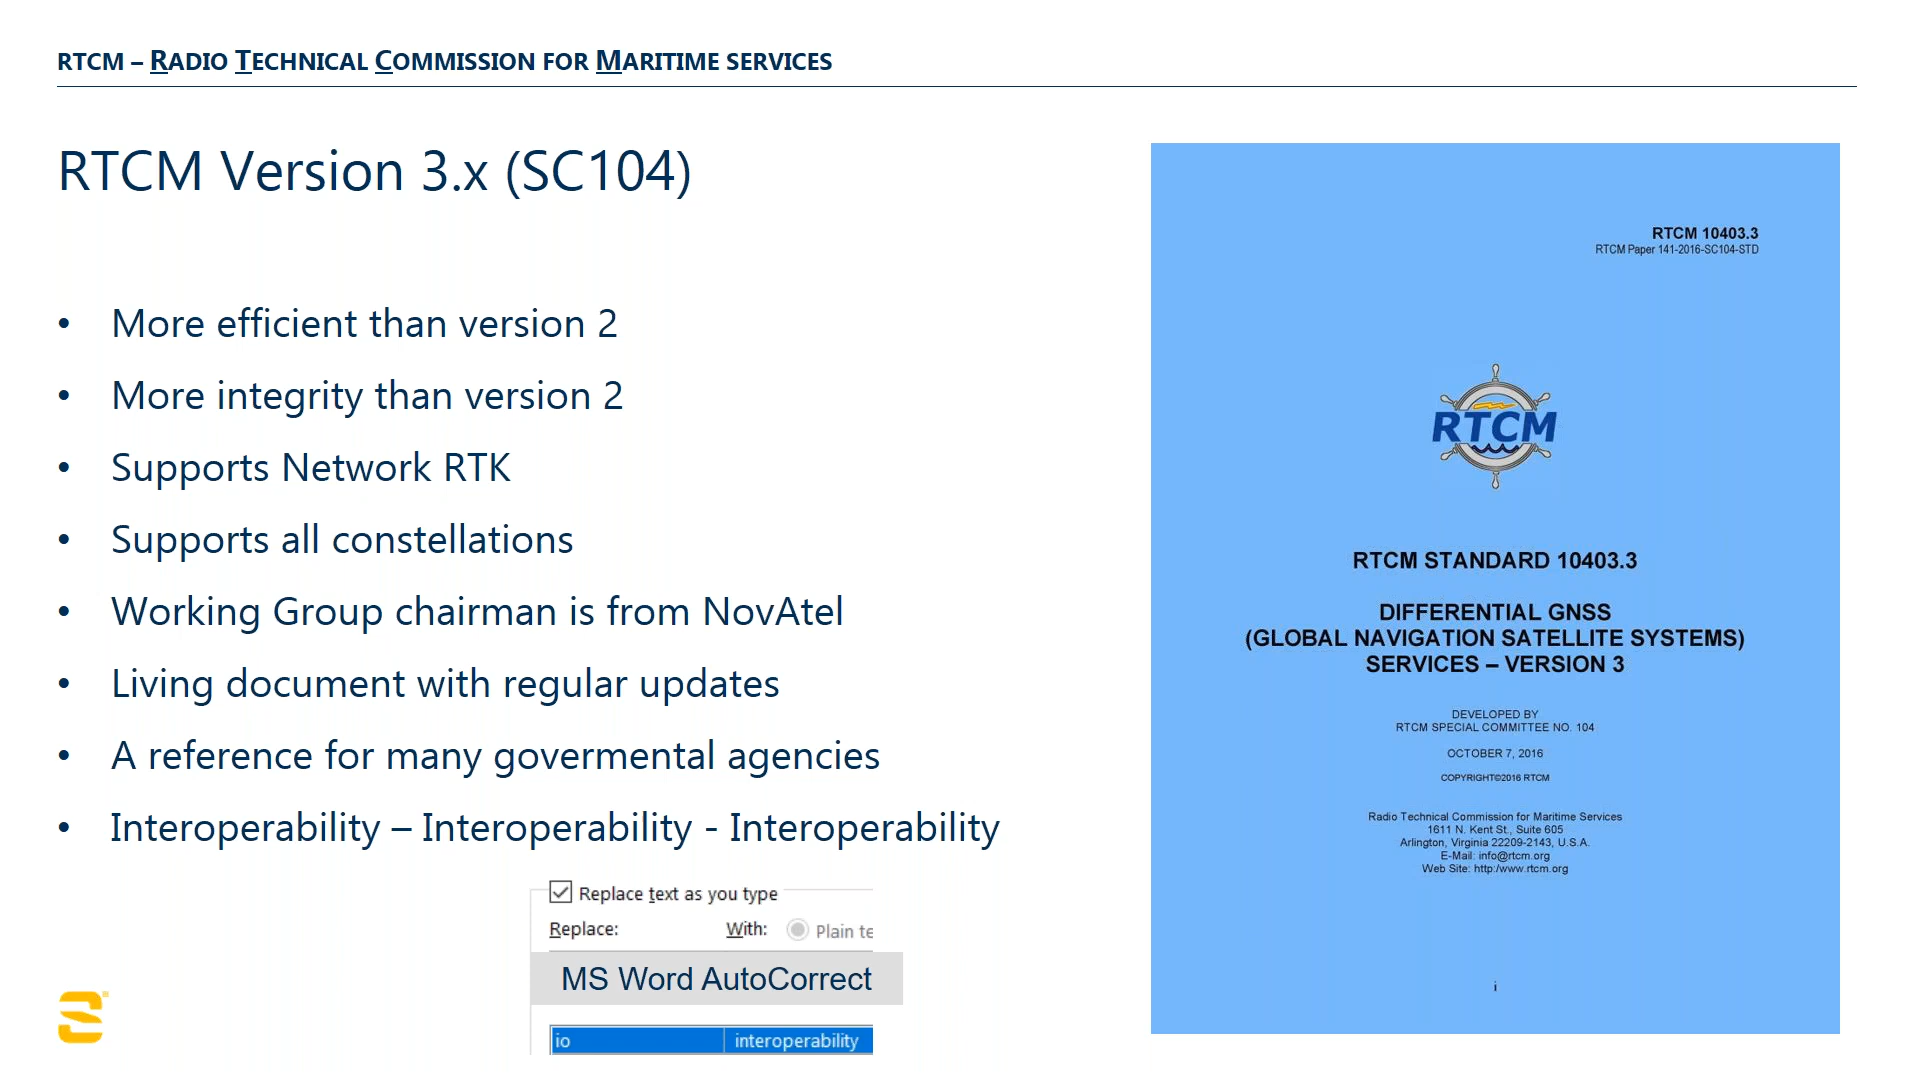 RTCM – RADIO TECHNICAL COMMISSION FOR MARITIME SERVICES
RTCM Version 3.x (SC104)
• More efficient than version 2
• More integrity than version 2
• Supports Network RTK
• Supports all constellations
• Working Group chairman is from NovAtel
• Living document with regular updates
• A reference for many govermental agencies
• Interoperability – Interoperability - Interoperability
Replace text as you type
Replace: With: Plain te
MS Word AutoCorrect
io interoperability
RTCM 10403.3
RTCM Paper 141-2016-SC104-STD
RTCM
RTCM STANDARD 10403.3
DIFFERENTIAL GNSS
(GLOBAL NAVIGATION SATELLITE SYSTEMS)
SERVICES – VERSION 3
DEVELOPED BY
RTCM SPECIAL COMMITTEE NO. 104
OCTOBER 7, 2016
COPYRIGHT©2016 RTCM
Radio Technical Commission for Maritime Services
1611 N. Kent St., Suite 605
Arlington, Virginia 22209-2143, U.S.A.
E-Mail: info@rtcm.org
Web Site: http:/www.rtcm.org
i